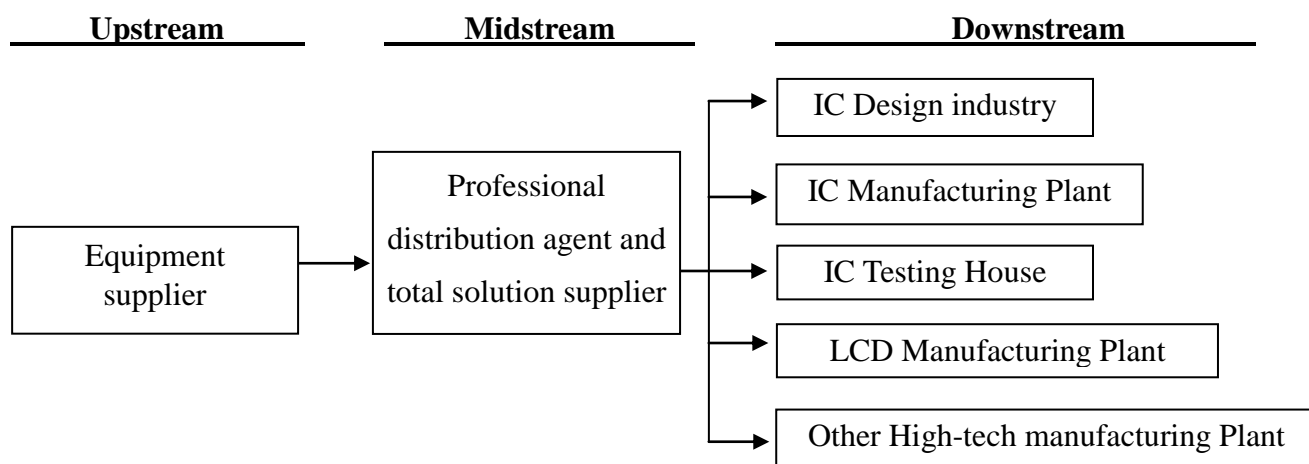 Upstream
Midstream
Downstream
Equipment
supplier
Professional
distribution agent and
total solution supplier
IC Design industry
IC Manufacturing Plant
IC Testing House
LCD Manufacturing Plant
Other High-tech manufacturing Plant